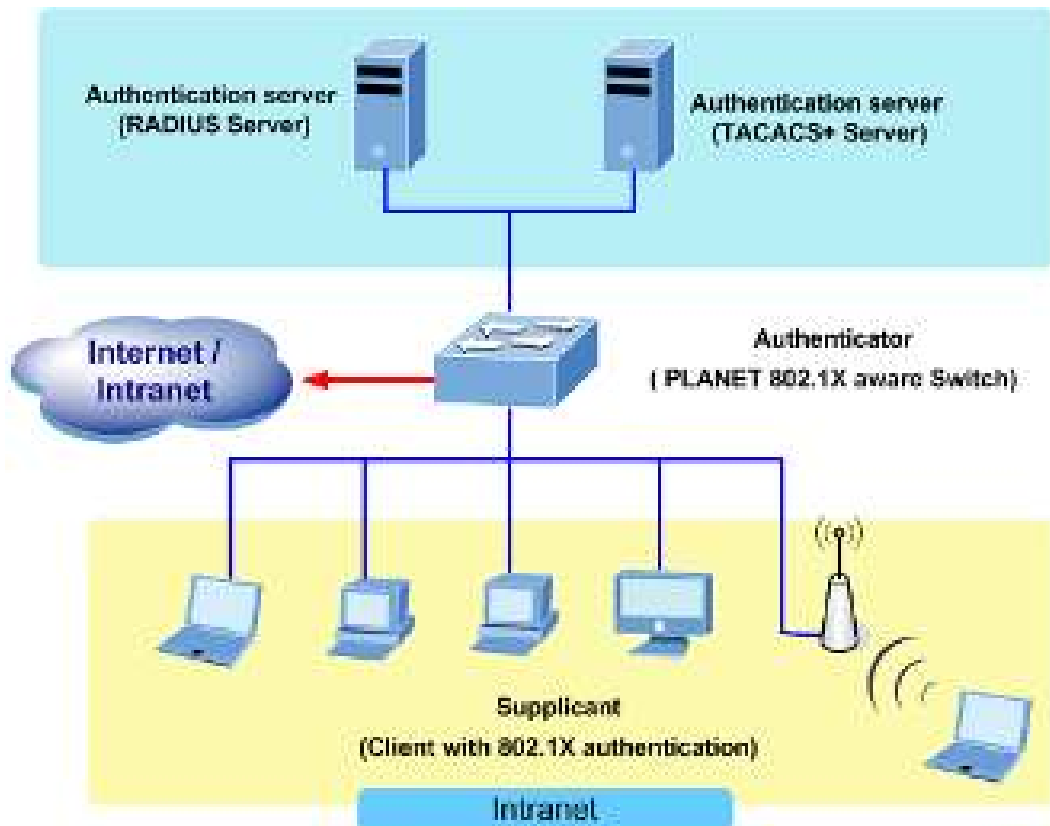 Authentication server
(RADIUS Server)
Authentication server
(TACACS+ Server)
Internet /
Intranet
Authenticator
( PLANET 802.1X aware Switch)
Supplicant
(Client with 802.1X authentication)
Intranet